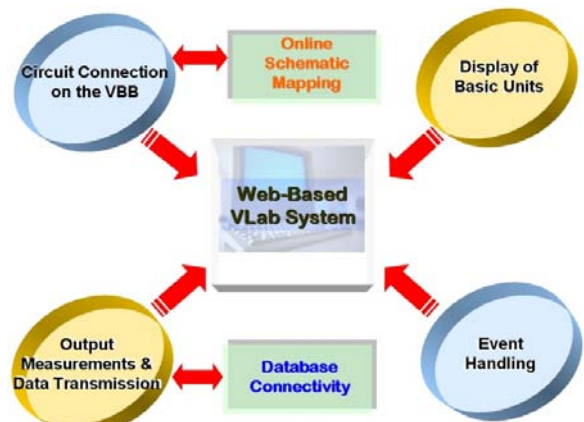 Circuit Connection
on the VBB
Online
Schematic
Mapping
Display of
Basic Units
Web-Based
VLab System
Output
Measurements &
Data Transmission
Database
Connectivity
Event
Handling